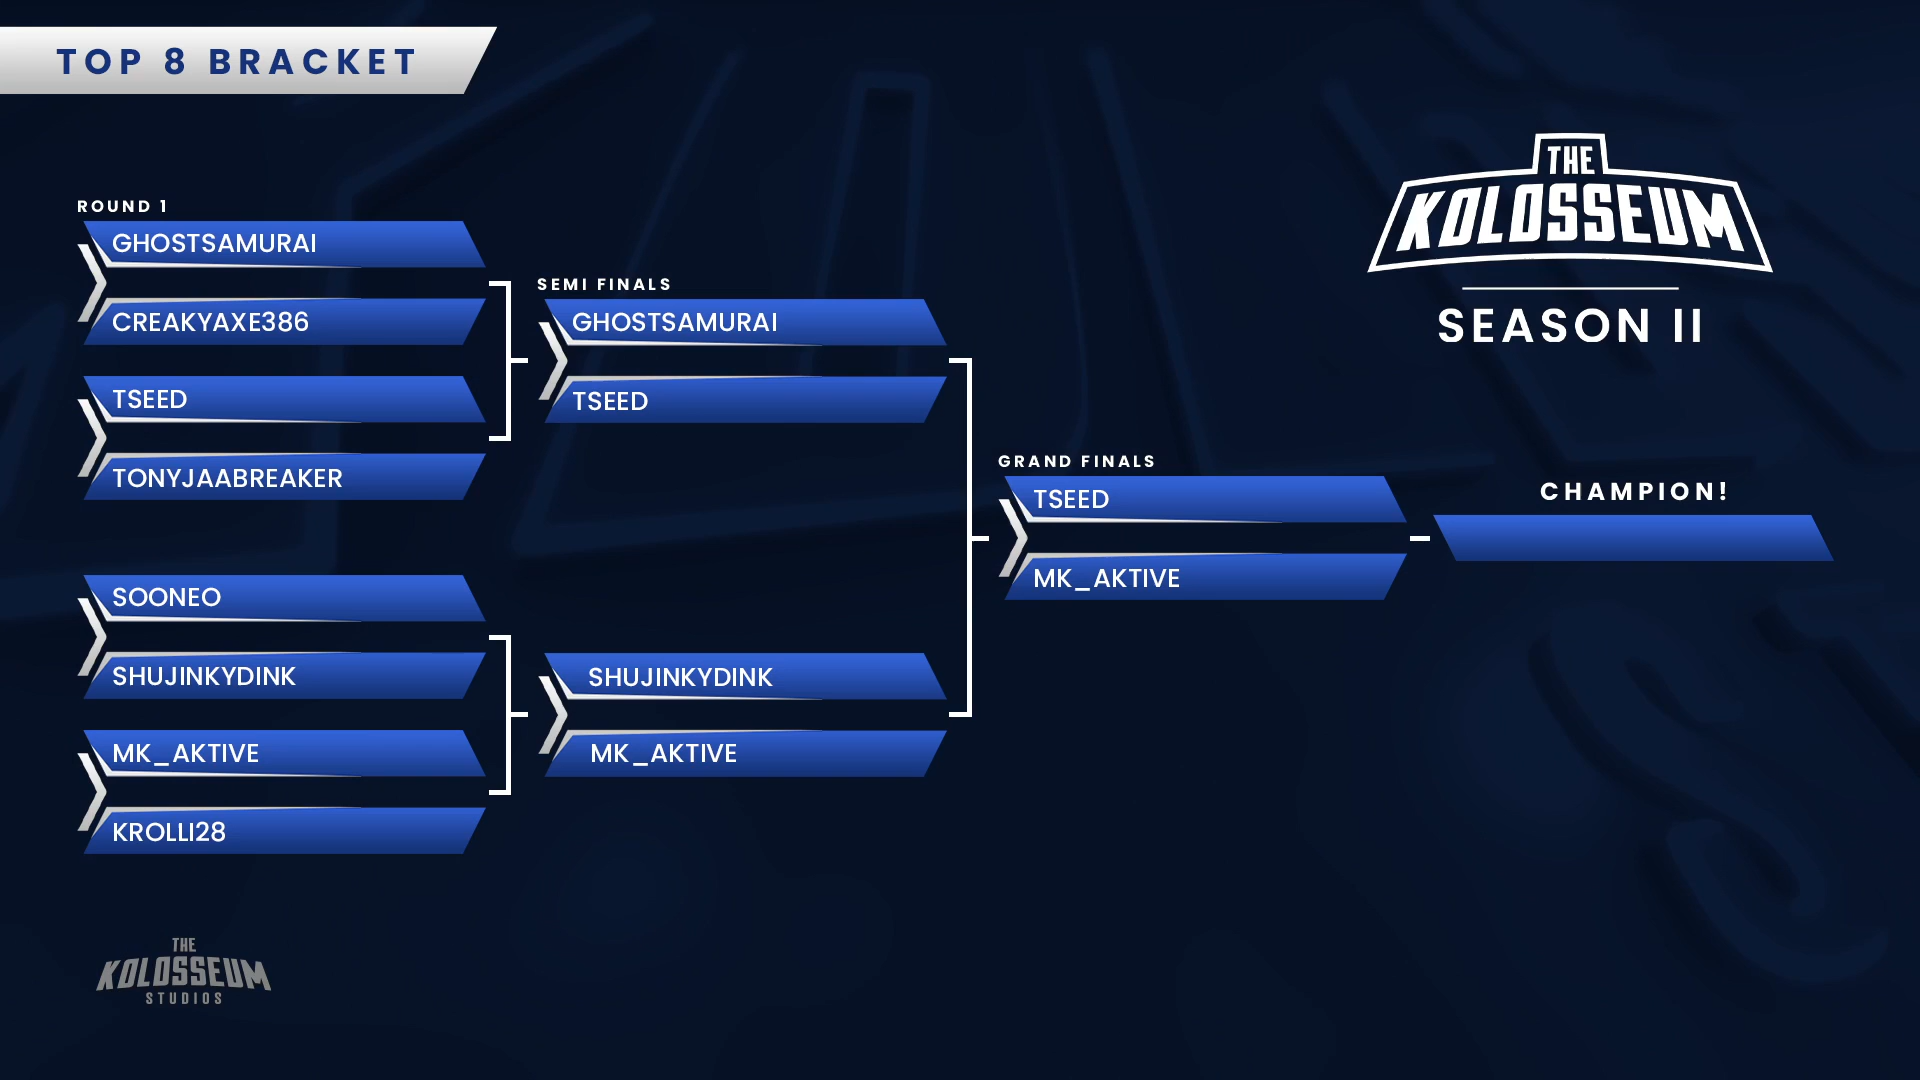 TOP 8 BRACKET
THE
KOLOSSEUM
SEASON II
ROUND 1
GHOSTSAMURAI
CREAKYAXE386
TSEED
TONYJAABREAKER
SOONEO
SHUJINKYDINK
MK_AKTIVE
KROLLI28
SEMI FINALS
GHOSTSAMURAI
TSEED
SHUJINKYDINK
MK_AKTIVE
GRAND FINALS
TSEED
MK_AKTIVE
CHAMPION!
THE
KOLOSSEUM
STUDIOS